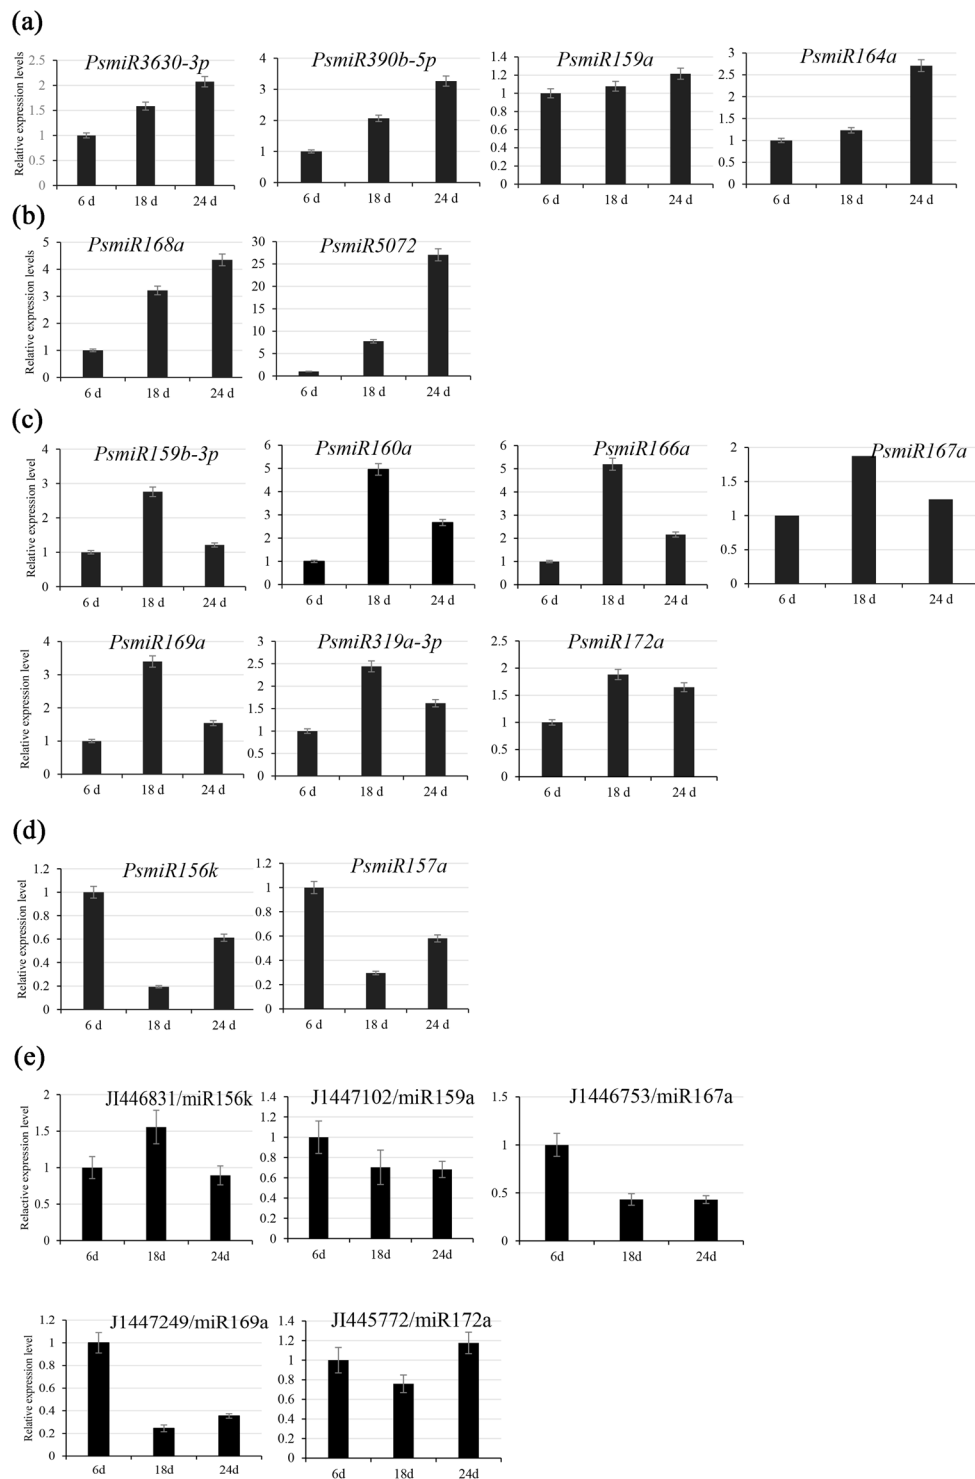 (a)
PsmiR3630-3p
Relative expression levels
2.5
2
1.5
1
0.5
0
6 d 18 d 24 d
PsmiR390b-5p
4
3
2
1
0
6 d 18 d 24 d
PsmiR159a
1.4
1.2
1
0.8
0.6
0.4
0.2
0
6 d 18 d 24 d
PsmiR164a
3
2.5
2
1.5
1
0.5
0
6 d 18 d 24 d
(b)
PsmiR168a
Relative expression levels
5
4
3
2
1
0
6 d 18 d 24 d
PsmiR5072
30
25
20
15
10
5
0
6 d 18 d 24 d
(c)
PsmiR159b-3p
Relative expression level
4
3
2
1
0
6 d 18 d 24 d
PsmiR160a
6
5
4
3
2
1
0
6 d 18 d 24 d
PsmiR166a
6
5
4
3
2
1
0
6 d 18 d 24 d
PsmiR167a
2
1.5
1
0.5
0
6 d 18 d 24 d
PsmiR169a
Relative expression level
4
3
2
1
0
6 d 18 d 24 d
PsmiR319a-3p
3
2.5
2
1.5
1
0.5
0
6 d 18 d 24 d
PsmiR172a
2.5
2
1.5
1
0.5
0
6 d 18 d 24 d
(d)
PsmiR156k
Relative expression level
1.2
1
0.8
0.6
0.4
0.2
0
6 d 18 d 24 d
PsmiR157a
1.2
1
0.8
0.6
0.4
0.2
0
6 d 18 d 24 d
(e)
JI446831/miR156k
Relactive expression level
2
1.5
1
0.5
0
6d 18d 24d
J1447102/miR159a
1.4
1.2
1
0.8
0.6
0.4
0.2
0
6d 18d 24d
J1446753/miR167a
1.5
1
0.5
0
6d 18d 24d
J1447249/miR169a
Relative expression level
1.2
1
0.8
0.6
0.4
0.2
0
6d 18d 24d
JI445772/miR172a
1.4
1.2
1
0.8
0.6
0.4
0.2
0
6d 18d 24d